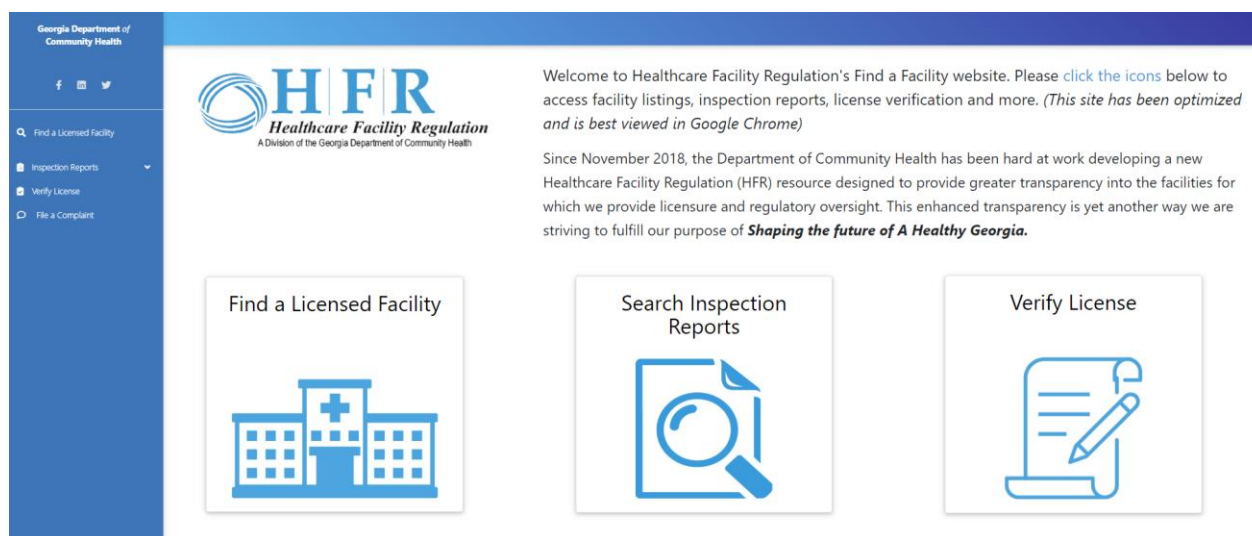 Georgia Department of
Community Health
Find a Licensed Facility
Inspection Reports
Verify License
File a Complaint
H|F|R
Healthcare Facility Regulation
A Division of the Georgia Department of Community Health
Welcome to Healthcare Facility Regulation's Find a Facility website. Please click the icons below to
access facility listings, inspection reports, license verification and more. (This site has been optimized
and is best viewed in Google Chrome)
Since November 2018, the Department of Community Health has been hard at work developing a new
Healthcare Facility Regulation (HFR) resource designed to provide greater transparency into the facilities for
which we provide licensure and regulatory oversight. This enhanced transparency is yet another way we are
striving to fulfill our purpose of Shaping the future of A Healthy Georgia.
Find a Licensed Facility
Search Inspection
Reports
Verify License